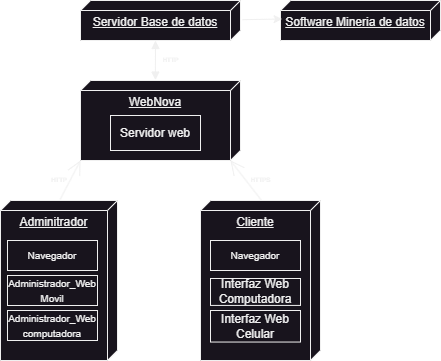 Servidor Base de datos
Software Mineria de datos
HTTP
WebNova
Servidor web
HTTP
HTTPS
Adminitrador
Navegador
Administrador_Web
Movil
Administrador_Web
computadora
Cliente
Navegador
Interfaz Web
Computadora
Interfaz Web
Celular